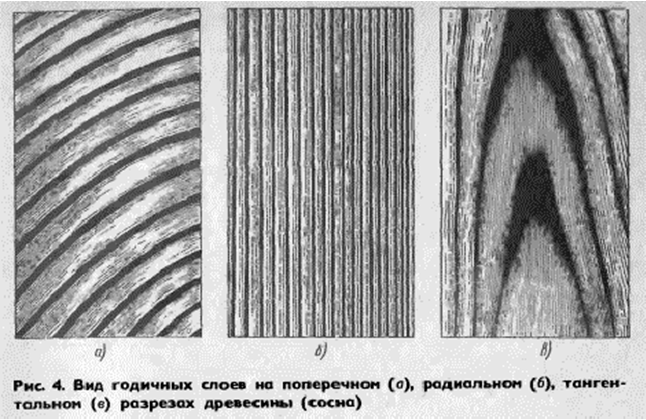 а) б) в)
Рис. 4. Вид годичных слоев на поперечном (а), радиальном (б), танген-
тальном (в) разрезах древесины (сосна)